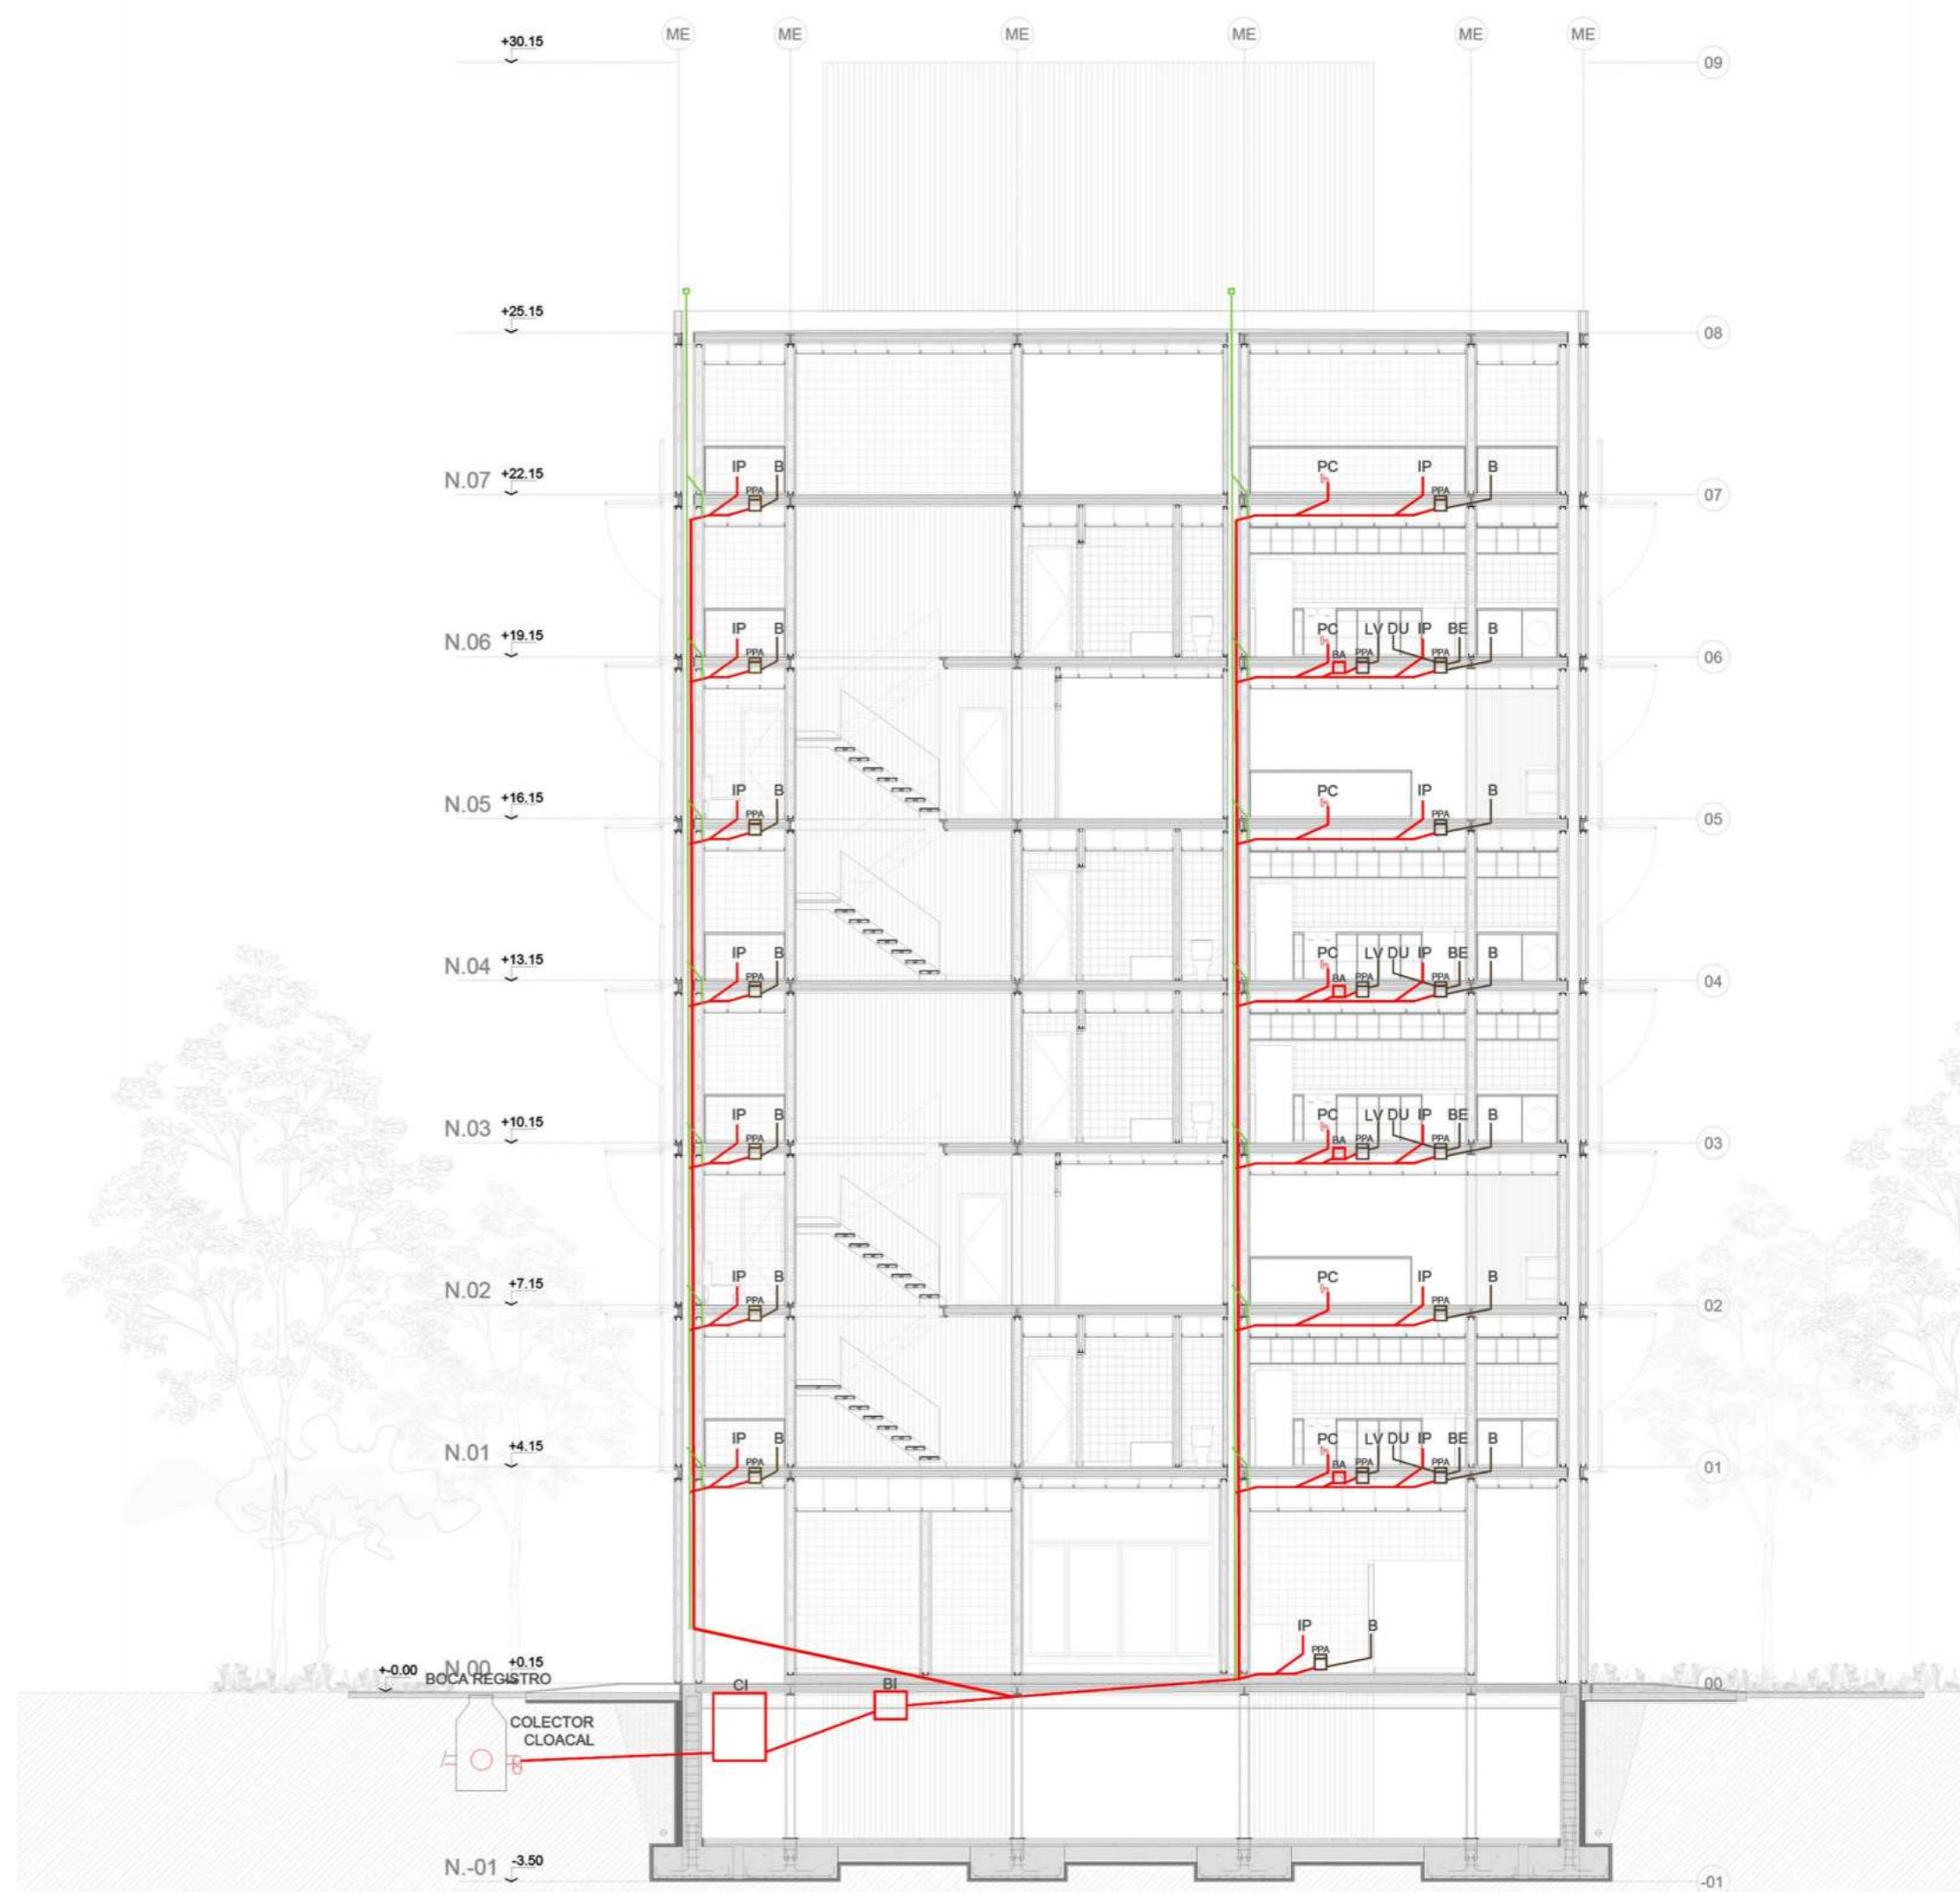 ME ME ME ME ME ME
+30.15 09
+25.15 08
IP B PC IP B
N.07 +22.15 PPA PPA 07
IP B PC LV DU IP BE B
N.06 +19.15 PPA BA PPA PPA 06
IP B PC IP B
N.05 +16.15 PPA PPA 05
IP B PC LV DU IP BE B
N.04 +13.15 PPA BA PPA PPA 04
IP B PC LV DU IP BE B
N.03 +10.15 PPA BA PPA PPA 03
IP B PC IP B
N.02 +7.15 PPA PPA 02
IP B PC LV DU IP BE B
N.01 +4.15 PPA BA PPA PPA 01
IP B
PPA
+-0.00 N.00 +0.15 00
BOCA REGISTRO CI BI
COLECTOR
CLOACAL
N.-01 -3.50 -01